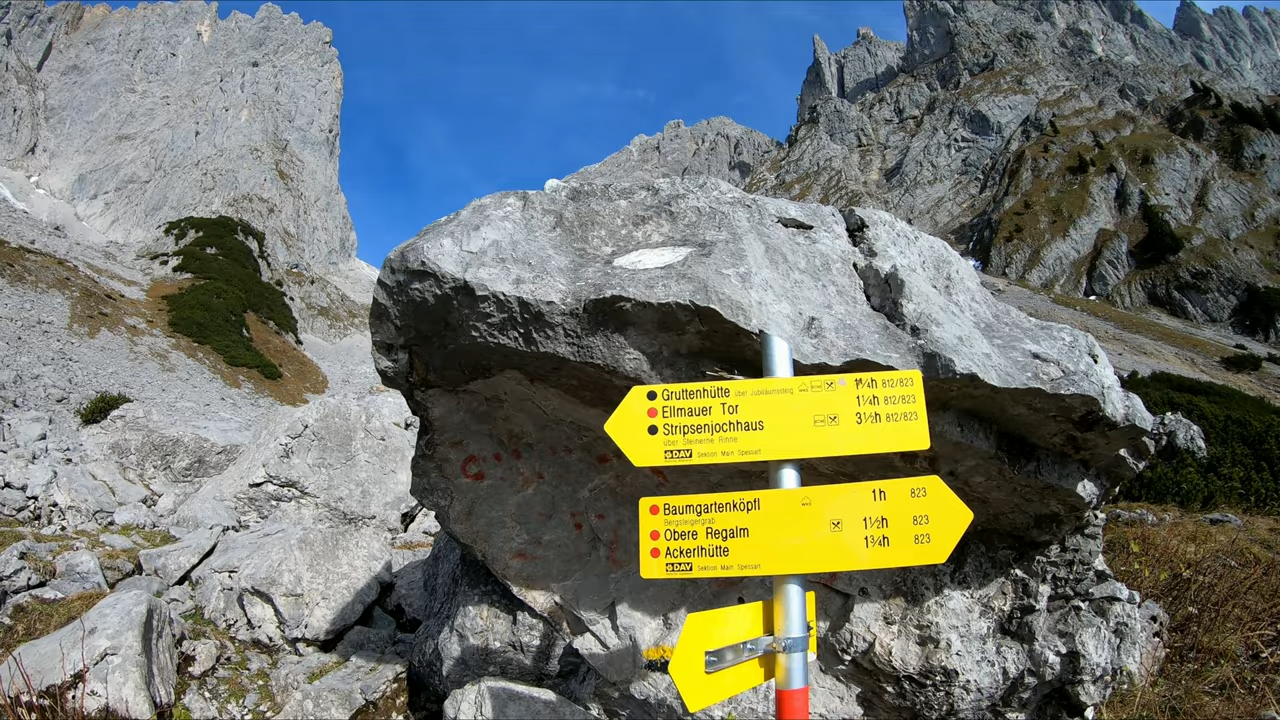 Gruttenhütte über Jubiläumssteig 1¼h 812/823
Ellmauer Tor 1¼h 812/823
Stripsenjochhaus 3½h 812/823
über Steinerne Rinne
DAV Sektion Main Spessart
Baumgartenköpfl 1h 823
Bergsteigergrab
Obere Regalm 1½h 823
Ackerlhütte 1¾h 823
DAV Sektion Main Spessart